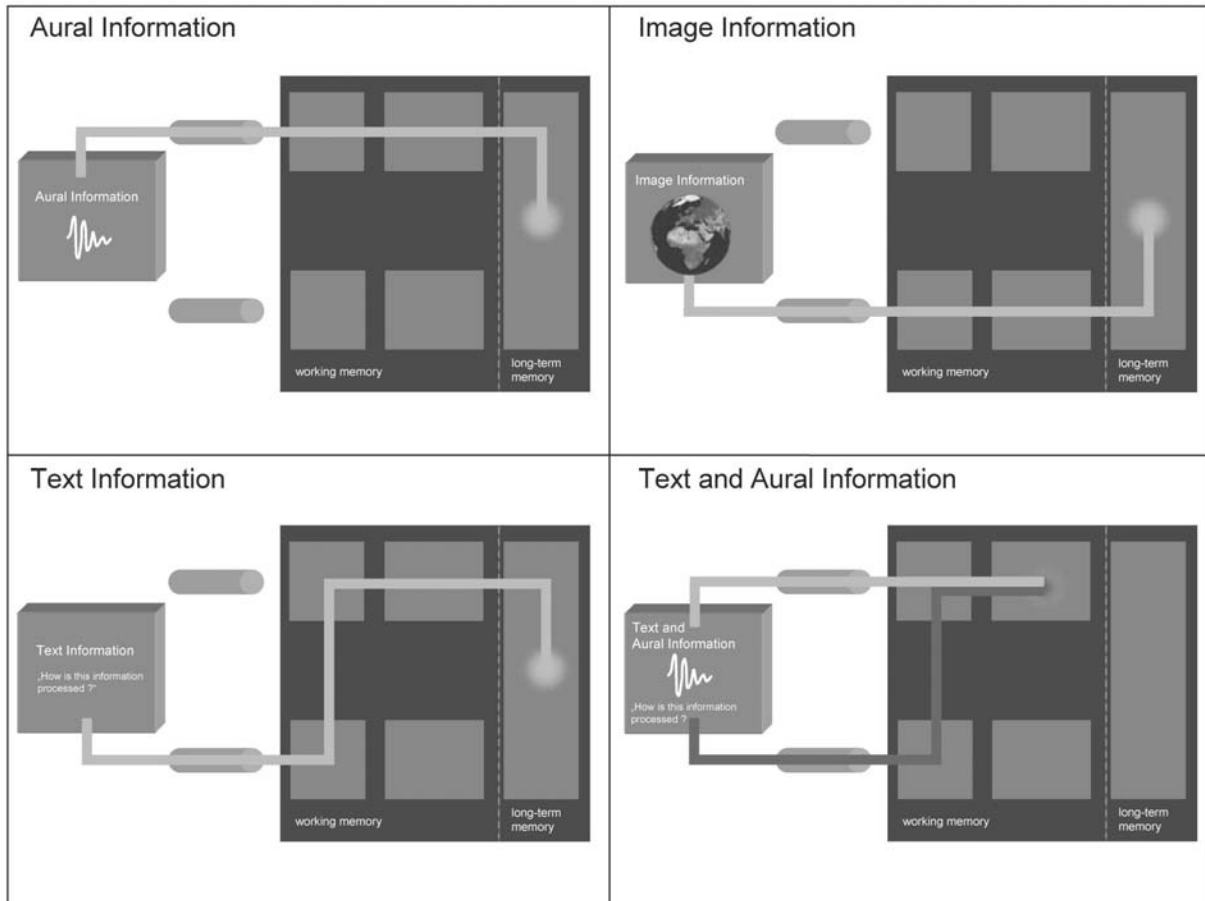 Aural Information
Aural Information
working memory
long-term
memory
Image Information
Image Information
working memory
long-term
memory
Text Information
Text Information
„How is this information
processed ?“
working memory
long-term
memory
Text and Aural Information
Text and
Aural Information
„How is this information
processed ?
working memory
long-term
memory